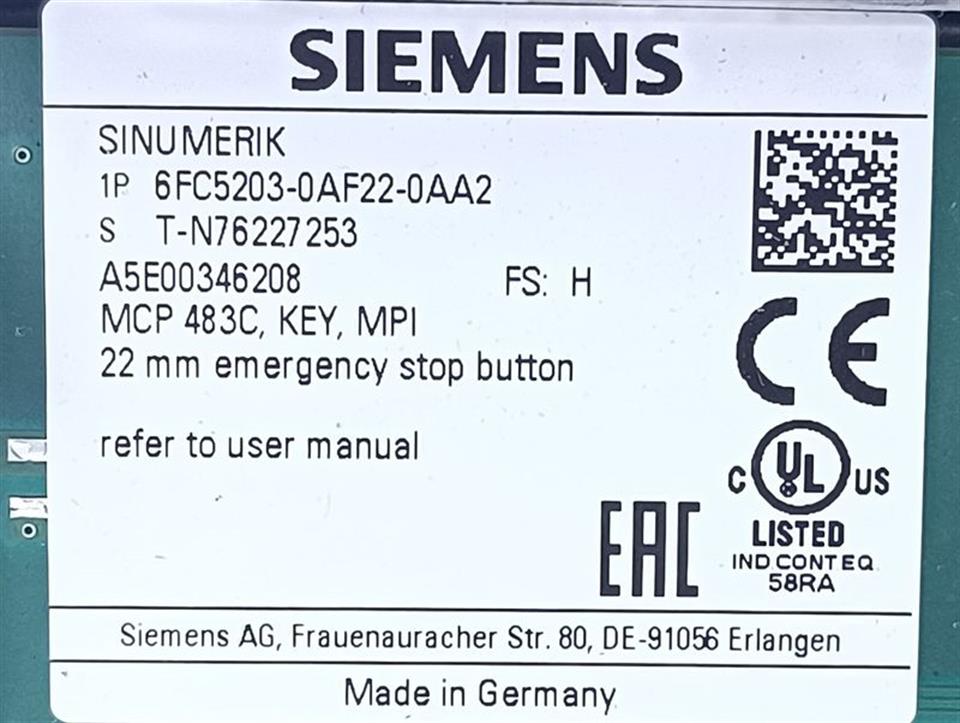 SIEMENS
SINUMERIK
1P 6FC5203-0AF22-0AA2
S T-N76227253
A5E00346208 FS: H
MCP 483C, KEY, MPI
22 mm emergency stop button
refer to user manual
CE
C UL US
LISTED
IND.CONT.EQ.
58RA
EAC
Siemens AG, Frauenauracher Str. 80, DE-91056 Erlangen
Made in Germany